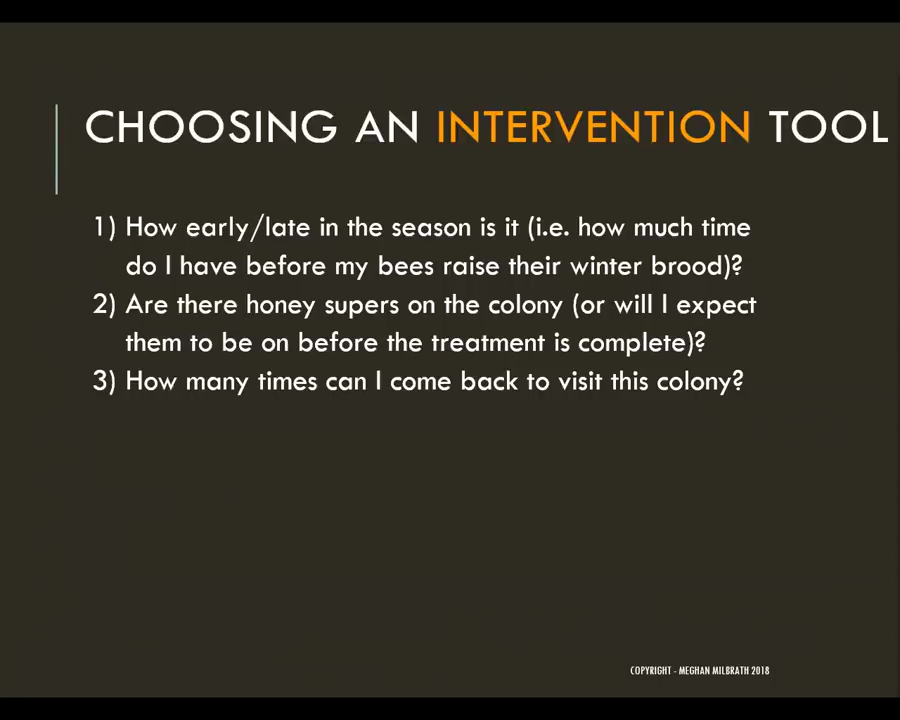 CHOOSING AN INTERVENTION TOOL
1) How early/late in the season is it (i.e. how much time
do I have before my bees raise their winter brood)?
2) Are there honey supers on the colony (or will I expect
them to be on before the treatment is complete)?
3) How many times can I come back to visit this colony?
COPYRIGHT - MEGHAN MILBRATH 2018